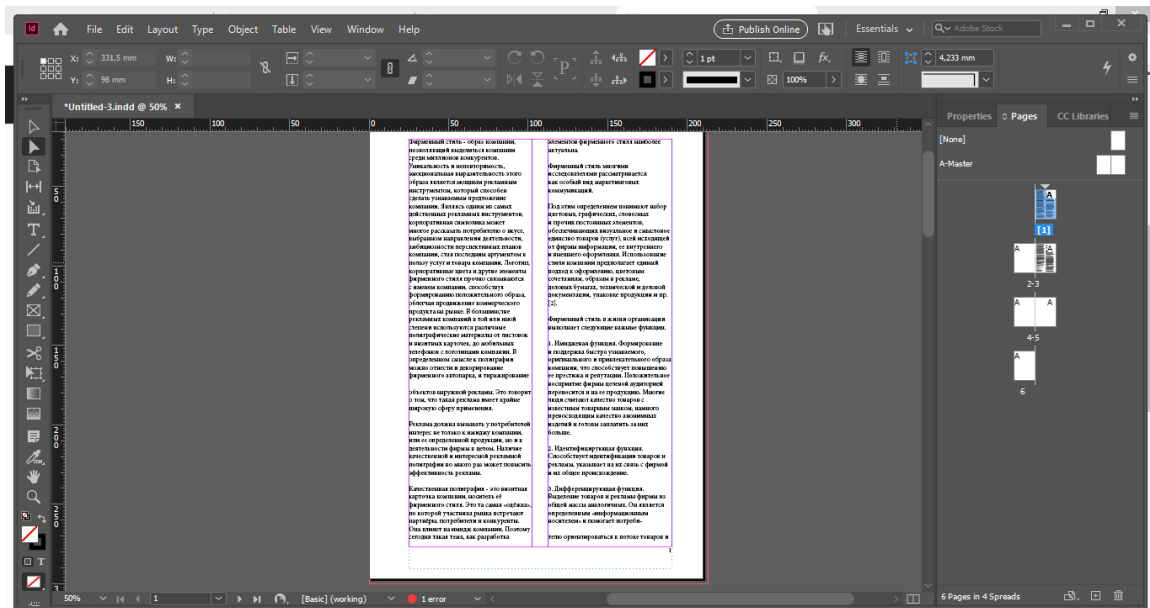 File Edit Layout Type Object Table View Window Help
Publish Online
Essentials
Adobe Stock
X: 331,5 mm
W:
1 pt
4,233 mm
Y: 98 mm
H:
100%
*Untitled-3.indd @ 50% ×
150 100 50 0 50 100 150 200 250 300
Фирменный стиль - образ компании,
позволяющий выделиться компании
среди миллионов конкурентов.
Уникальность и неповторимость,
эмоциональная выразительность этого
образа является мощным рекламным
инструментом, который способен
сделать узнаваемым предложение
компании. Являясь одним из самых
действенных рекламных инструментов,
корпоративная символика может
многое рассказать потребителю о вкусе,
выбранном направлении деятельности,
амбициозности перспективных планов
компании, став последним аргументом в
пользу услуг и товара компании. Логотип,
корпоративные цвета и другие элементы
фирменного стиля прочно связываются
с именем компании, способствуя
формированию положительного образа,
облегчая продвижение коммерческого
продукта на рынке. В большинстве
рекламных компаний в той или иной
степени используются различные
полиграфические материалы от листовок
и визитных карточек, до мобильных
телефонов с логотипами компании. В
определенном смысле к полиграфии
можно отнести и декорирование
фирменного автопарка, и тиражирование
объектов наружной рекламы. Это говорит
о том, что такая реклама имеет крайне
широкую сферу применения.
Реклама должна вызывать у потребителей
интерес не только к имиджу компании,
или ее определенной продукции, но и к
деятельности фирмы в целом. Наличие
качественной и интересной рекламной
полиграфии во много раз может повысить
эффективность рекламы.
Качественная полиграфия - это визитная
карточка компании, носитель её
фирменного стиля. Это та самая «одёжка»,
по которой участника рынка встречают
партнёры, потребители и конкуренты.
Она влияет на имидж компании. Поэтому
сегодня такая тема, как разработка
элементов фирменного стиля наиболее
актуальна.
Фирменный стиль многими
исследователями рассматривается
как особый вид маркетинговых
коммуникаций.
Под этим определением понимают набор
цветовых, графических, словесных
и прочих постоянных элементов,
обеспечивающих визуальное и смысловое
единство товаров (услуг), всей исходящей
от фирмы информации, ее внутреннего
и внешнего оформления. Использование
стиля компании предполагает единый
подход к оформлению, цветовым
сочетаниям, образам в рекламе,
деловых бумагах, технической и деловой
документации, упаковке продукции и пр.
[2].
Фирменный стиль в жизни организации
выполняет следующие важные функции.
1. Имиджевая функция. Формирование
и поддержка быстро узнаваемого,
оригинального и привлекательного образа
компании, что способствует повышению
ее престижа и репутации. Положительное
восприятие фирмы целевой аудиторией
переносится и на ее продукцию. Многие
люди считают качество товаров с
известным товарным знаком, намного
превосходящим качество анонимных
изделий и готовы заплатить за них
больше.
2. Идентифицирующая функция.
Способствует идентификации товаров и
рекламы, указывает на их связь с фирмой
и их общее происхождение.
3. Дифференцирующая функция.
Выделение товаров и рекламы фирмы из
общей массы аналогичных. Он является
определенным «информационным
носителем» и помогает потреби-
телю ориентироваться в потоке товаров и
1
Properties Pages CC Libraries
[None]
A-Master
A
[1]
A A
2-3
A A
4-5
A
6
50% 1 [Basic] (working) 1 error
6 Pages in 4 Spreads